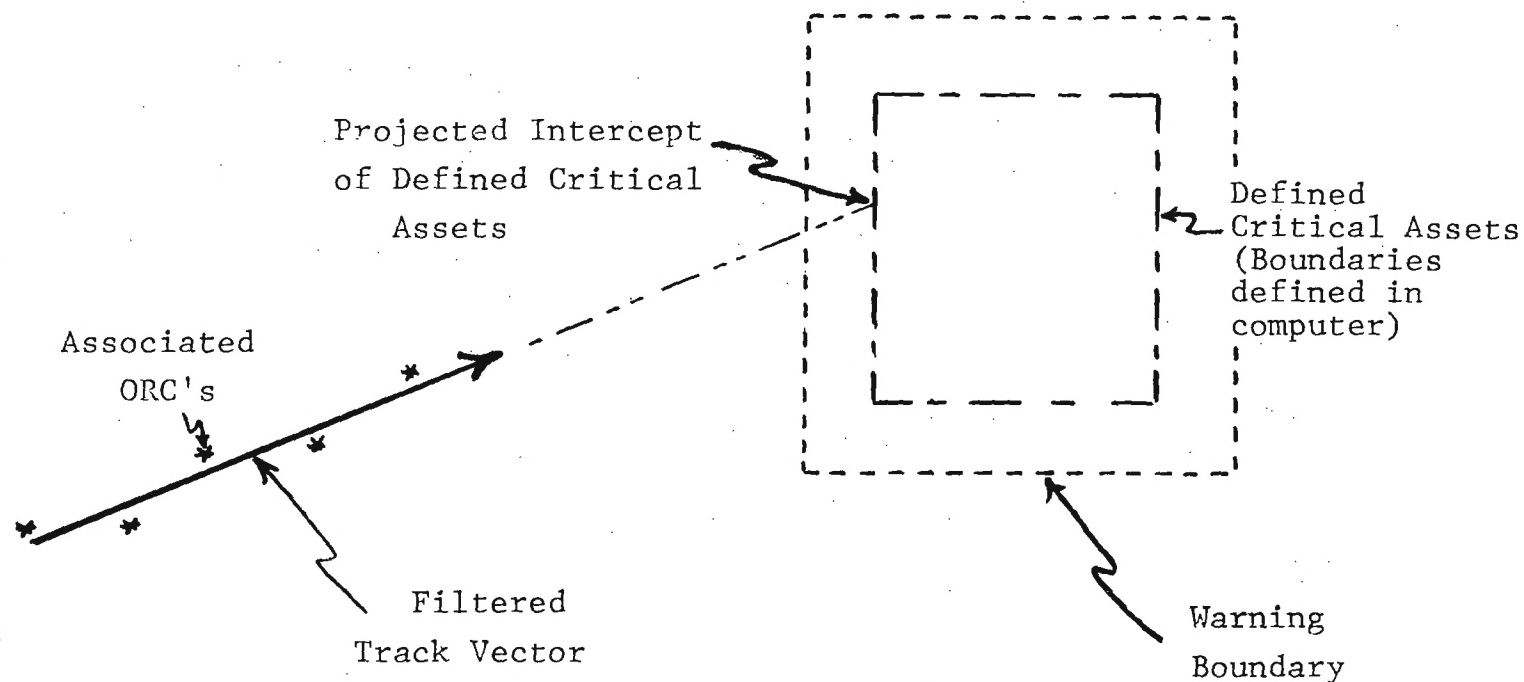 Projected Intercept
of Defined Critical
Assets
Defined
Critical Assets
(Boundaries
defined in
computer)
Associated
ORC's
Filtered
Track Vector
Warning
Boundary